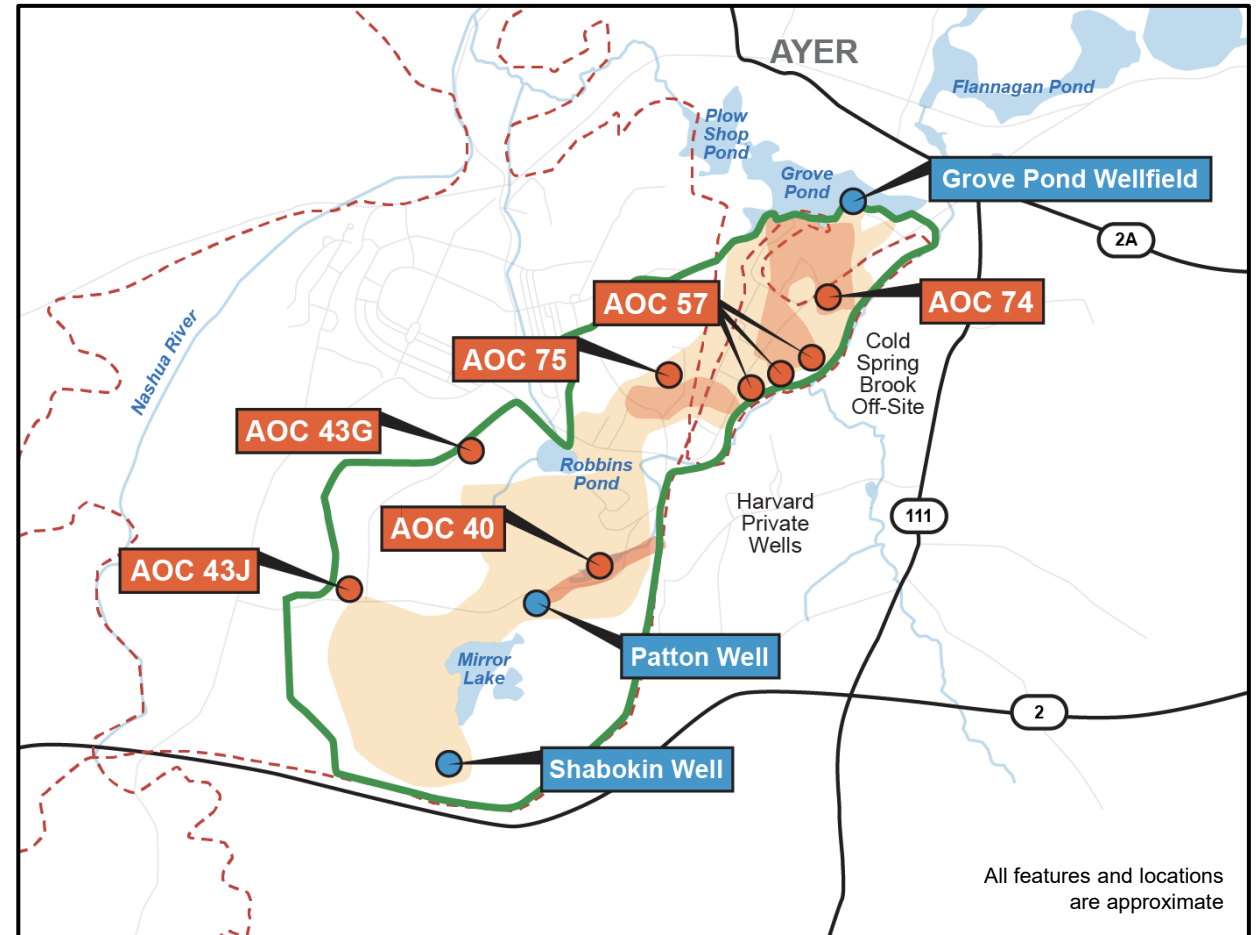 AYER
Flannagan Pond
Plow
Shop
Pond
Grove
Pond
Grove Pond Wellfield
2A
AOC 57
AOC 74
Nashua River
AOC 75
Cold
Spring
Brook
Off-Site
AOC 43G
Robbins
Pond
Harvard
Private
Wells
111
AOC 40
AOC 43J
Patton Well
Mirror
Lake
2
Shabokin Well
All features and locations
are approximate